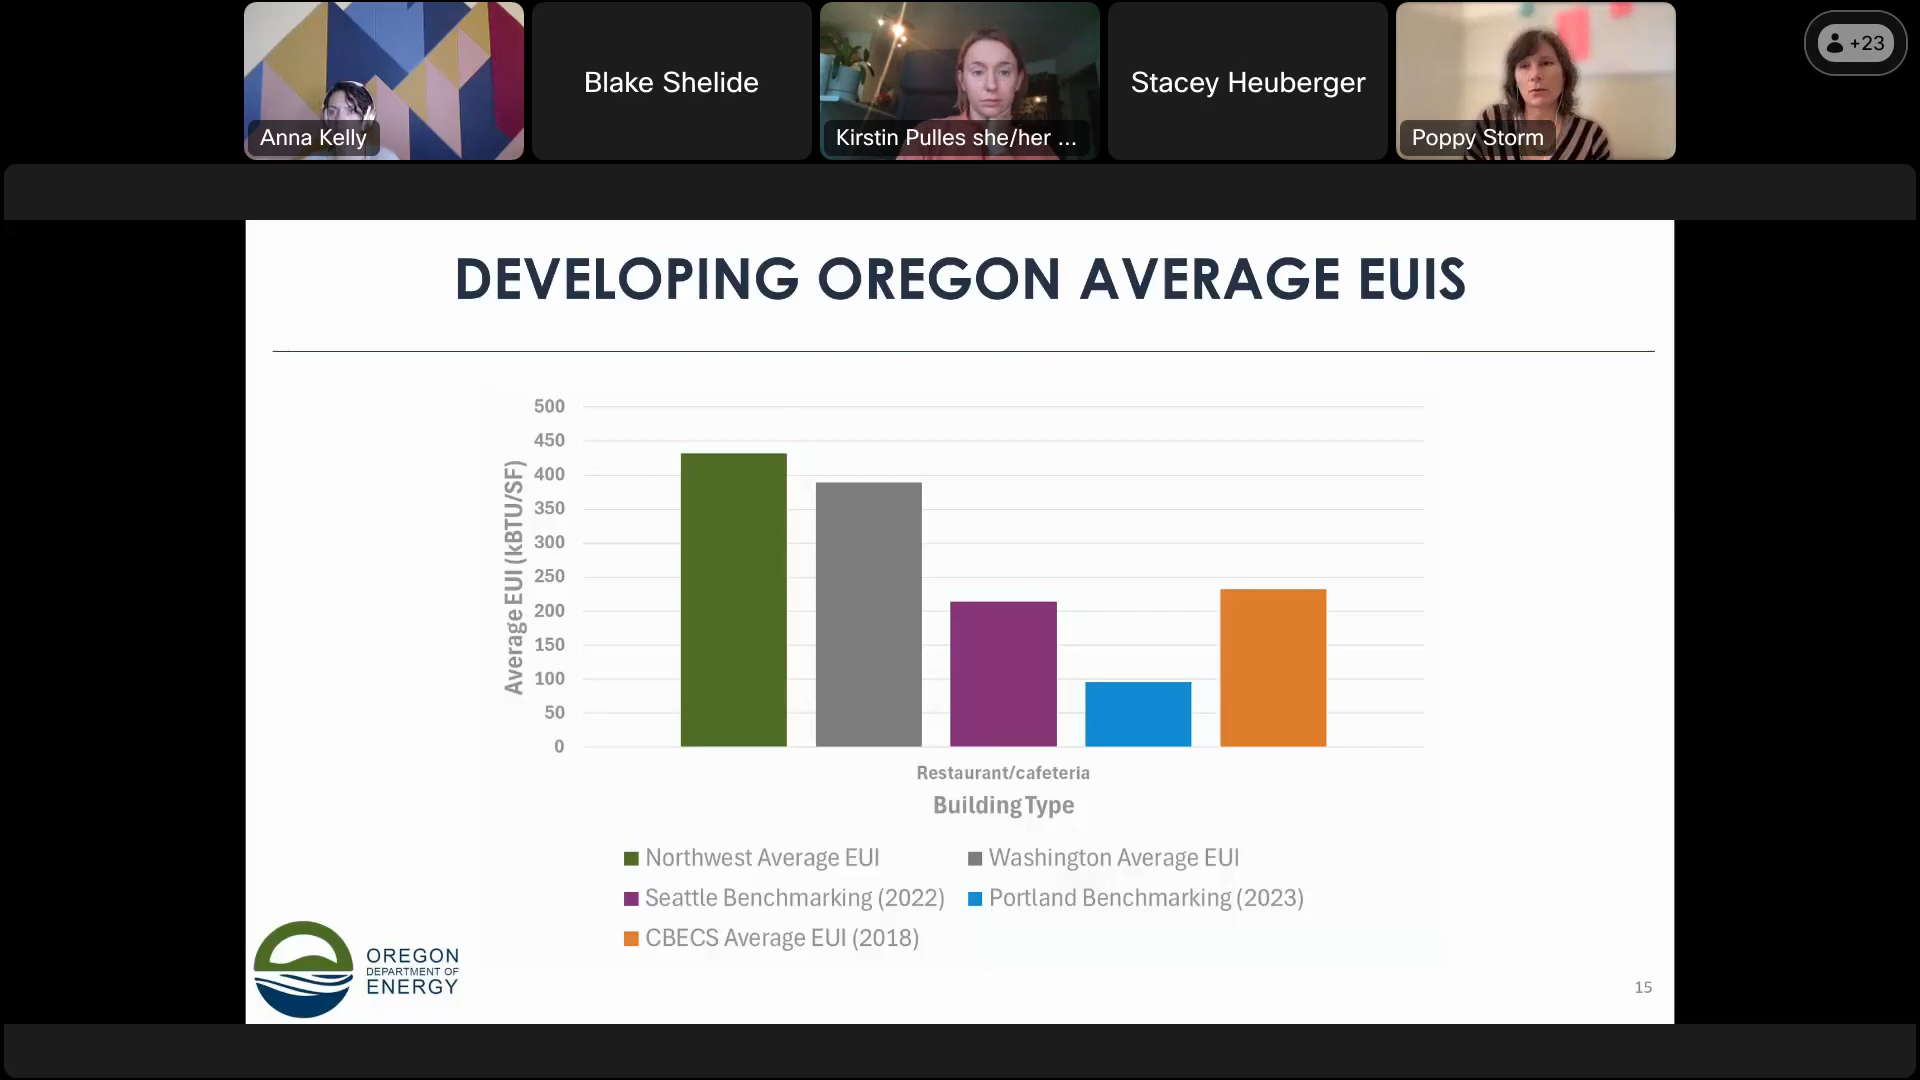 Anna Kelly
Blake Shelide
Kirstin Pulles she/her ...
Stacey Heuberger
Poppy Storm
+23
DEVELOPING OREGON AVERAGE EUIS
Average EUI (kBTU/SF)
500
450
400
350
300
250
200
150
100
50
0
Restaurant/cafeteria
Building Type
Northwest Average EUI
Washington Average EUI
Seattle Benchmarking (2022)
Portland Benchmarking (2023)
CBECS Average EUI (2018)
OREGON
DEPARTMENT OF
ENERGY
15